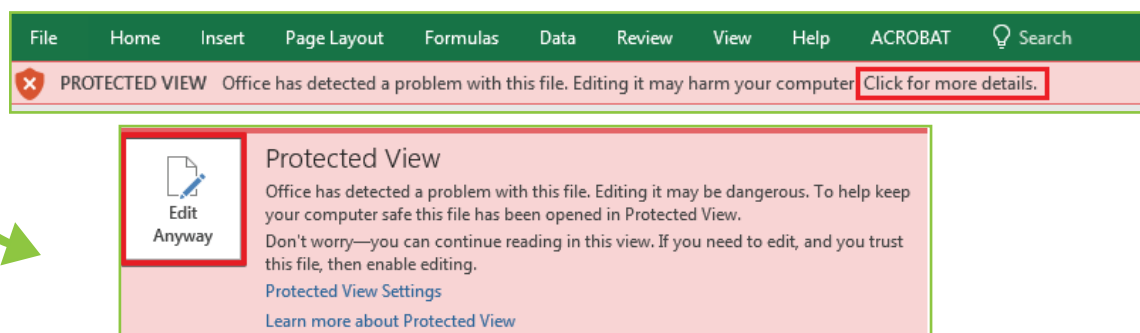 File Home Insert Page Layout Formulas Data Review View Help ACROBAT Search
PROTECTED VIEW Office has detected a problem with this file. Editing it may harm your computer Click for more details.
Edit
Anyway
Protected View
Office has detected a problem with this file. Editing it may be dangerous. To help keep
your computer safe this file has been opened in Protected View.
Don't worry—you can continue reading in this view. If you need to edit, and you trust
this file, then enable editing.
Protected View Settings
Learn more about Protected View